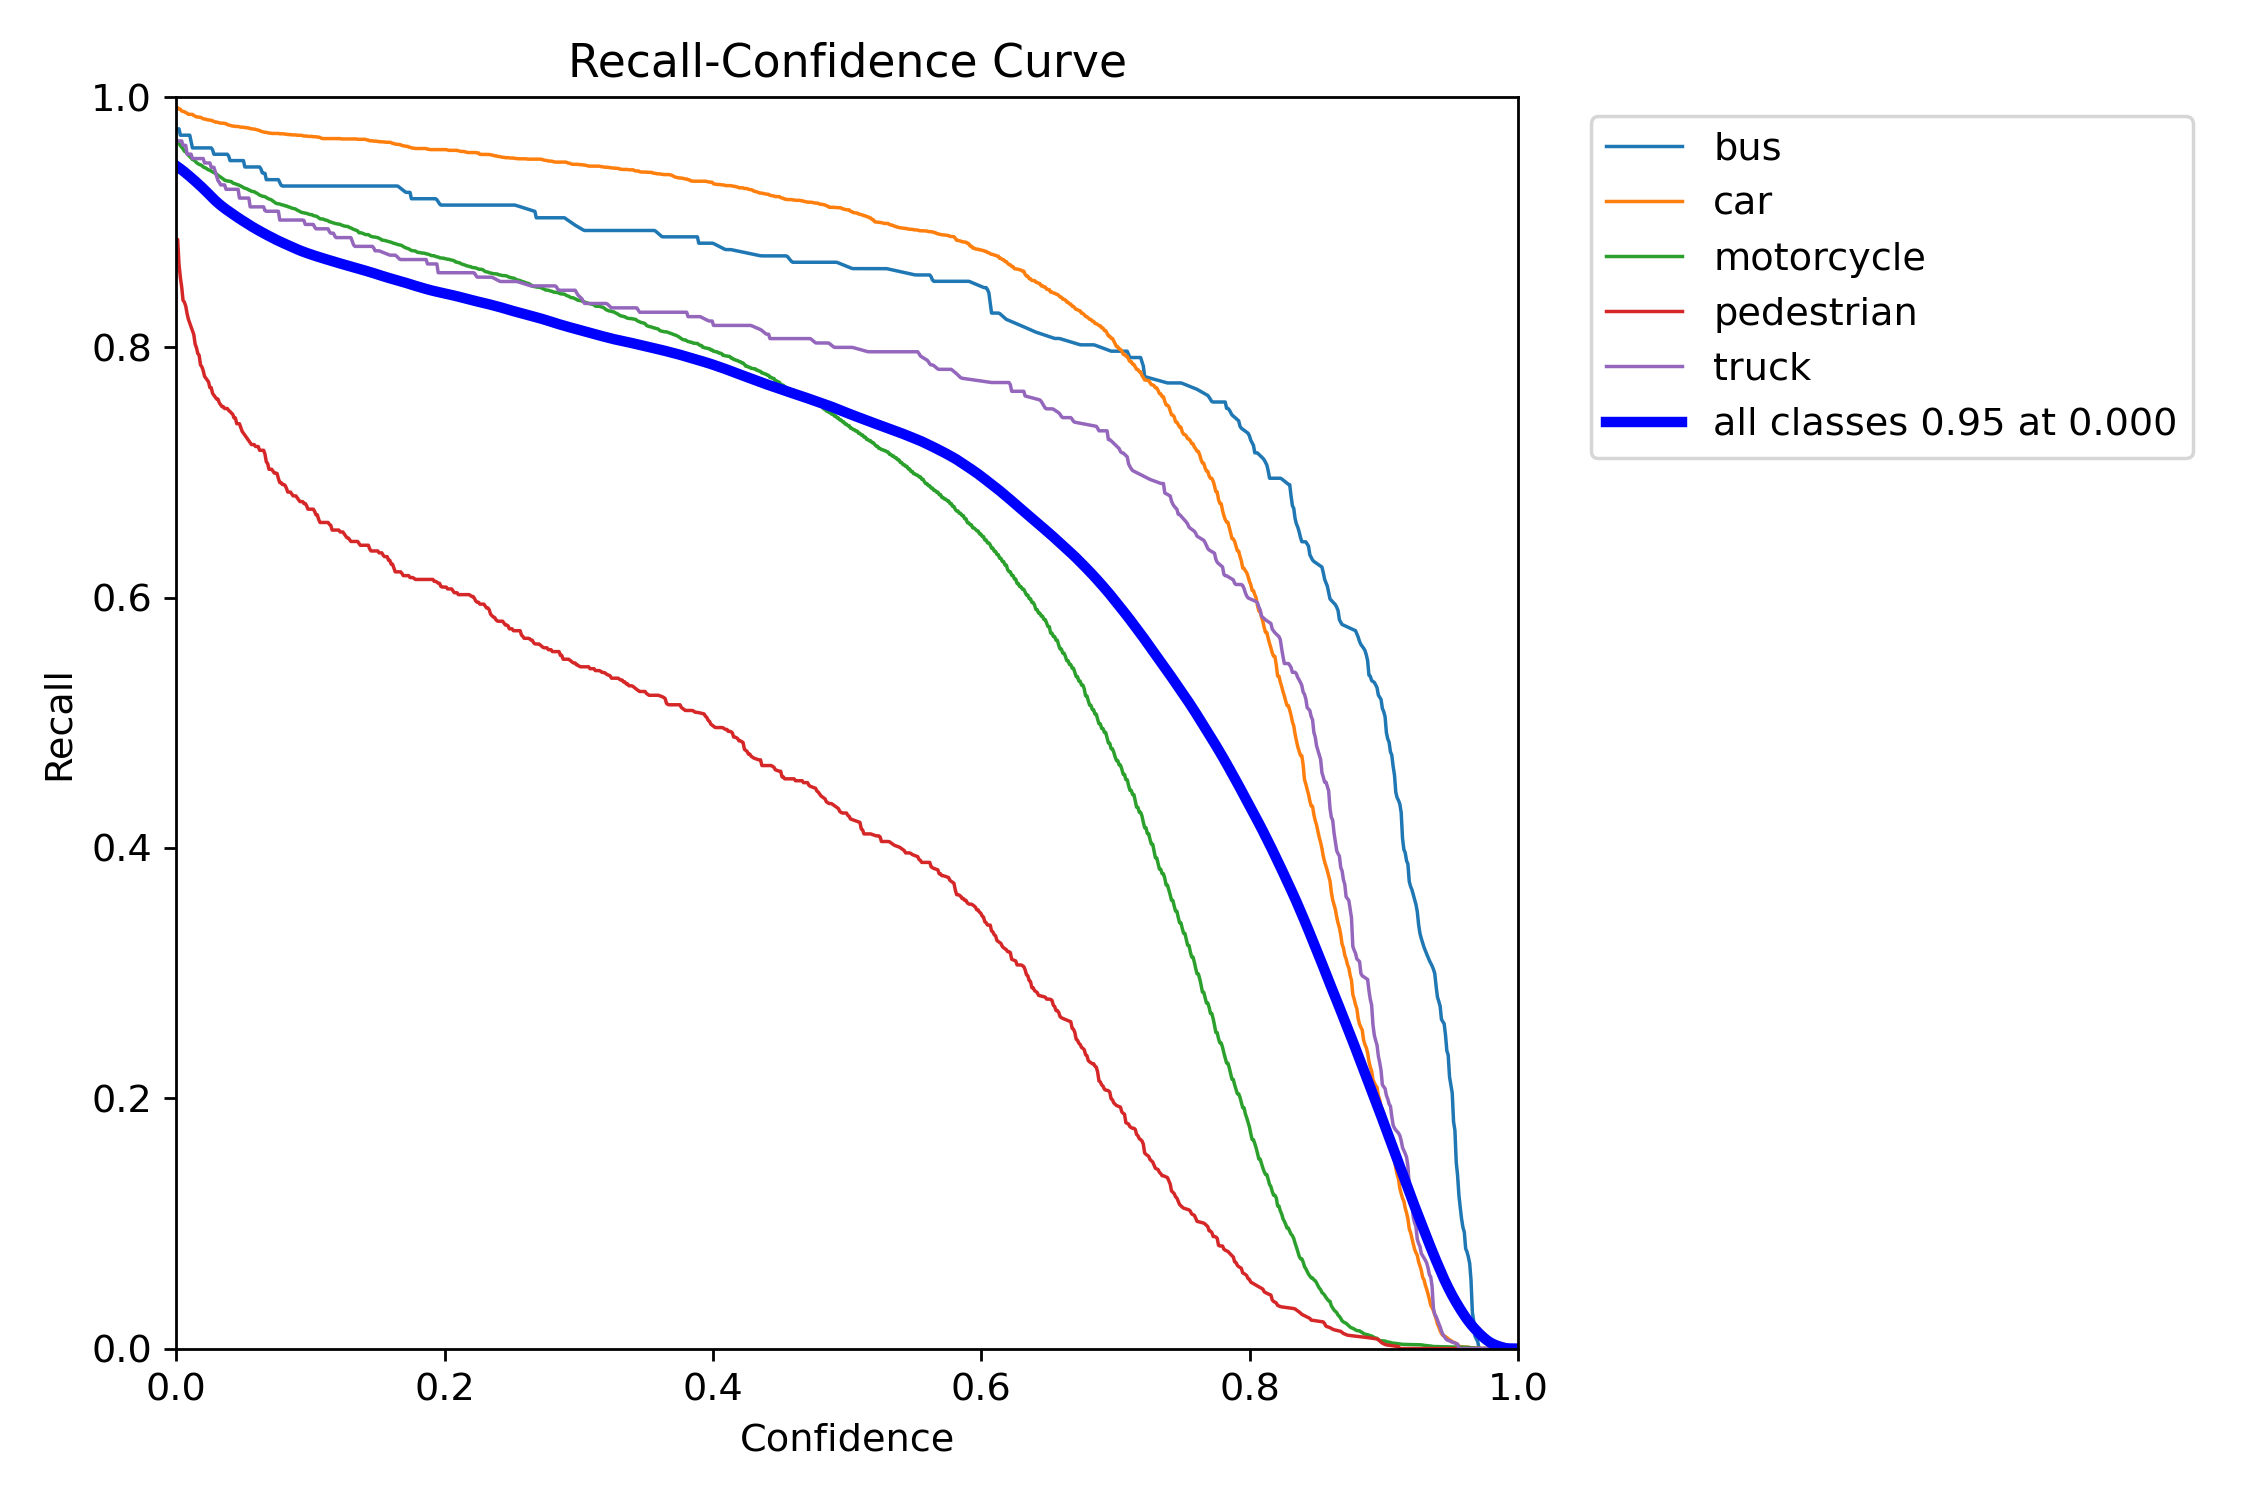 Recall-Confidence Curve
1.0
0.8
0.6
0.4
0.2
0.0
Recall
0.0 0.2 0.4 0.6 0.8 1.0
Confidence
bus
car
motorcycle
pedestrian
truck
all classes 0.95 at 0.000